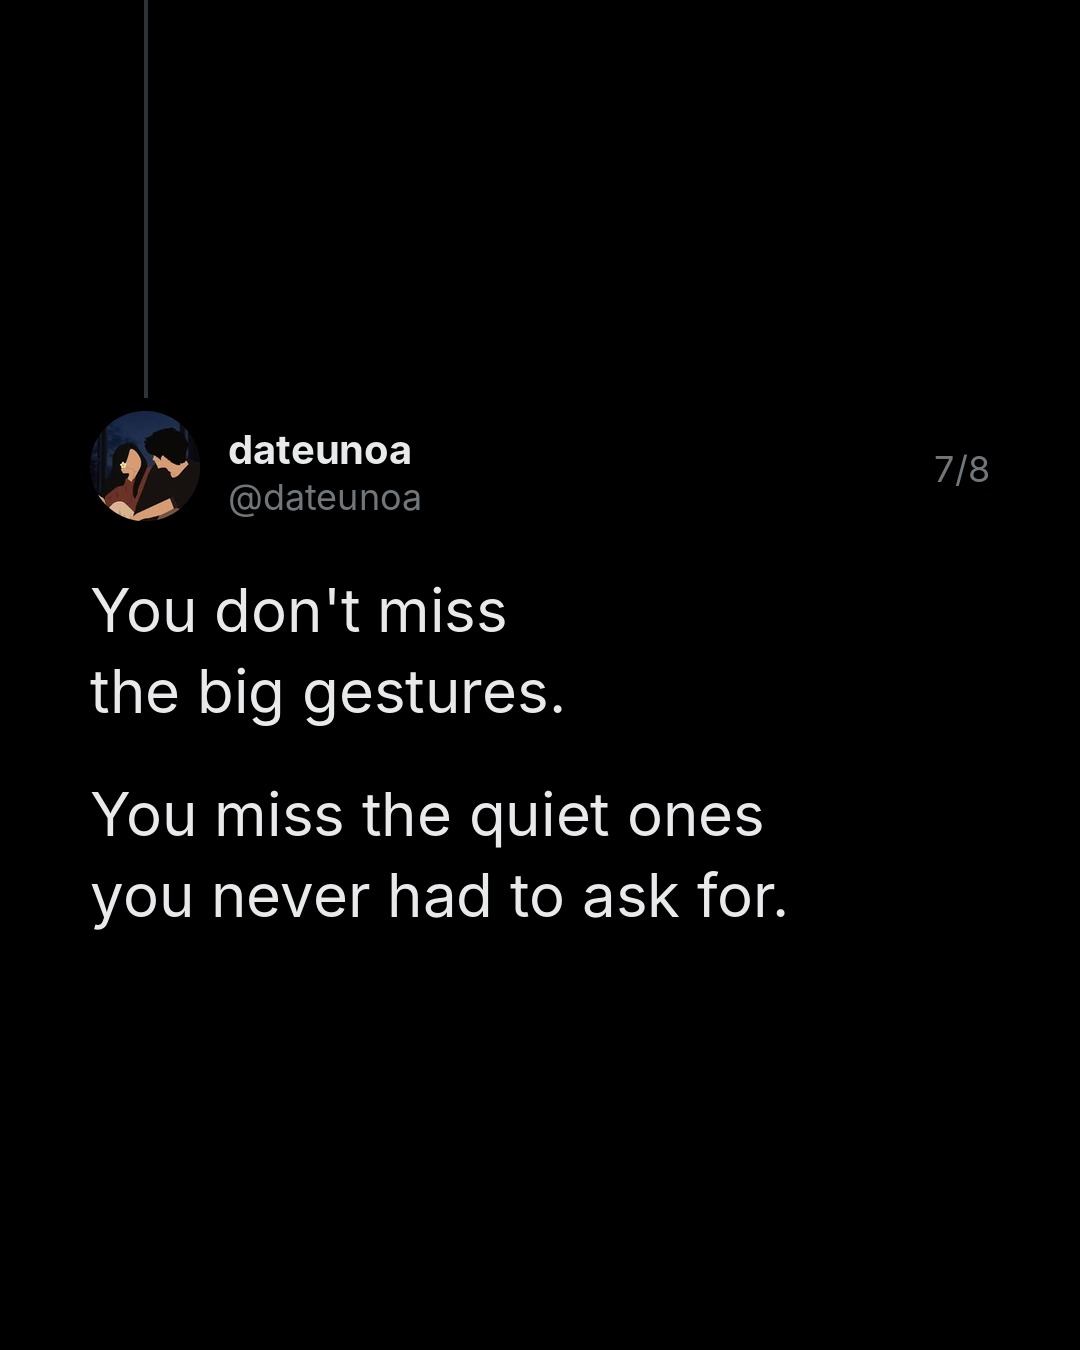 dateunoa
@dateunoa
7/8
You don't miss
the big gestures.
You miss the quiet ones
you never had to ask for.